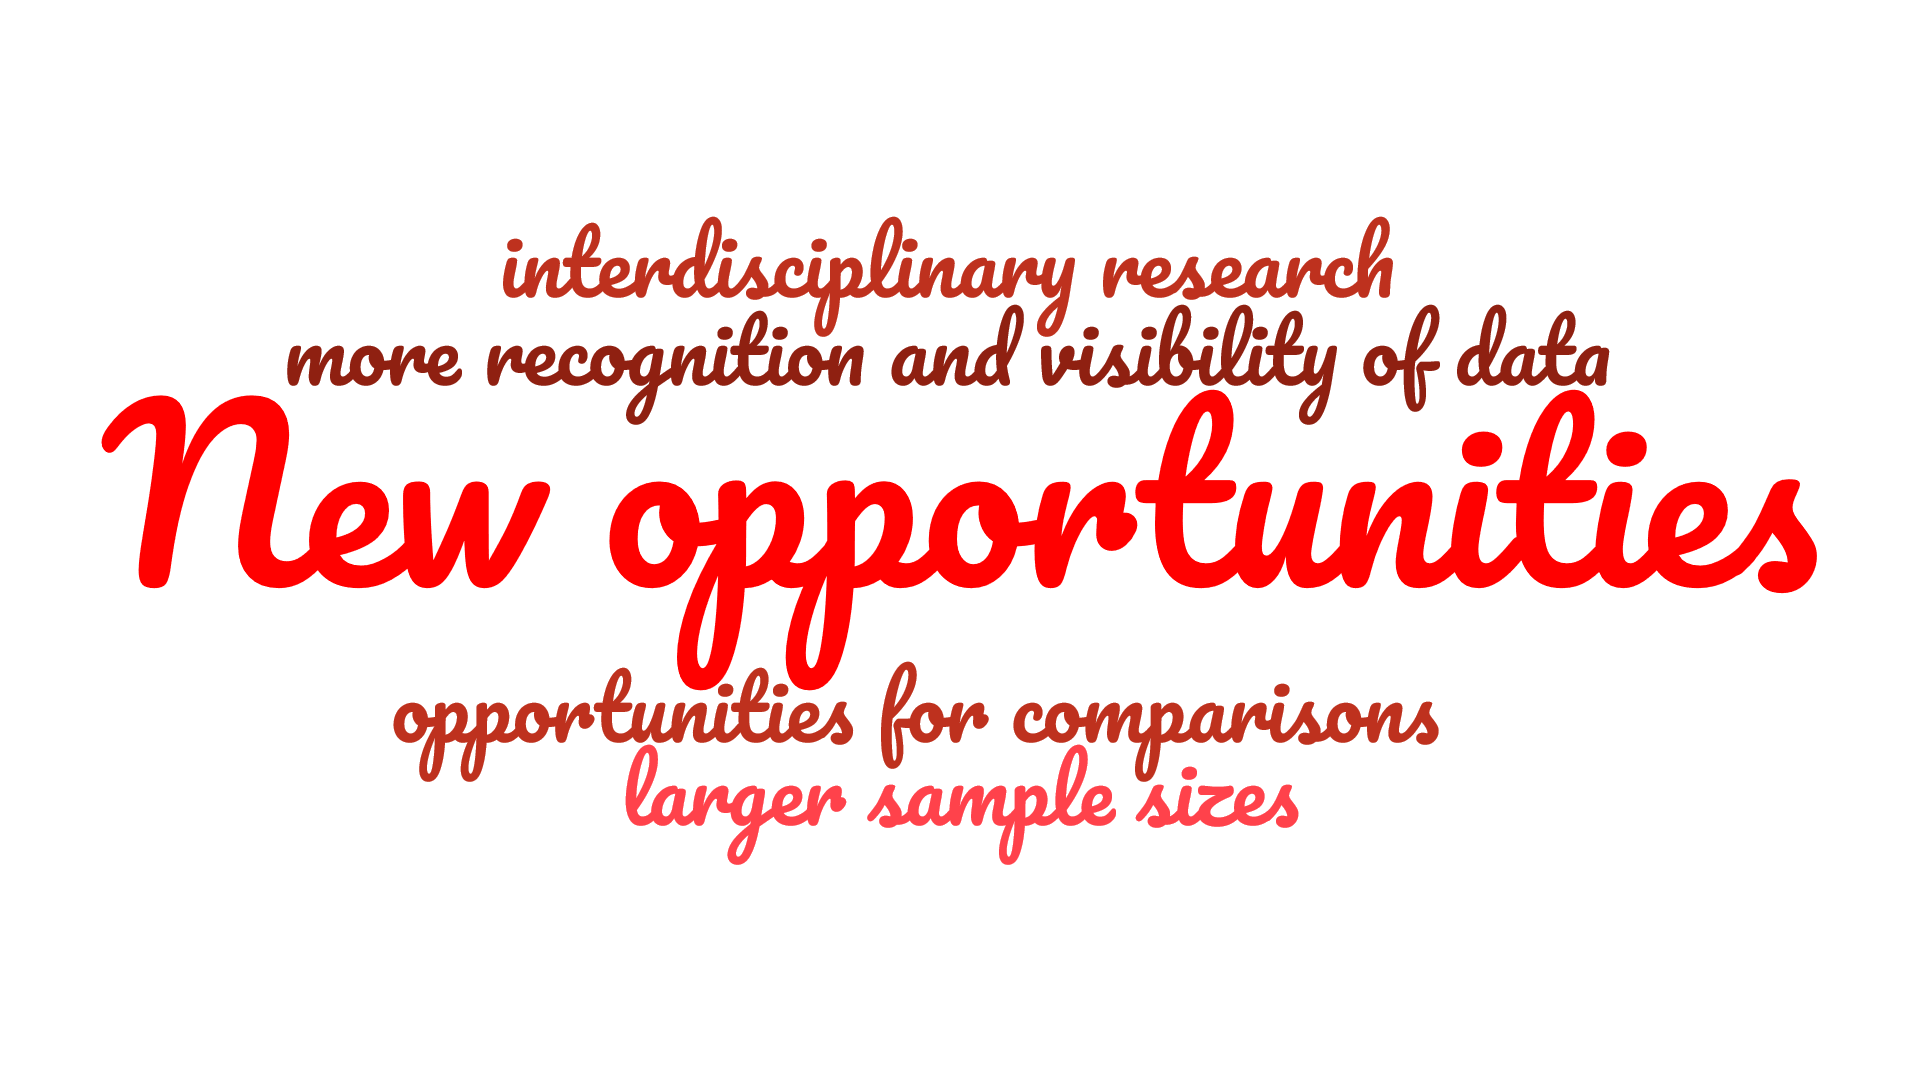 interdisciplinary research
more recognition and visibility of data
New opportunities
opportunities for comparisons
larger sample sizes